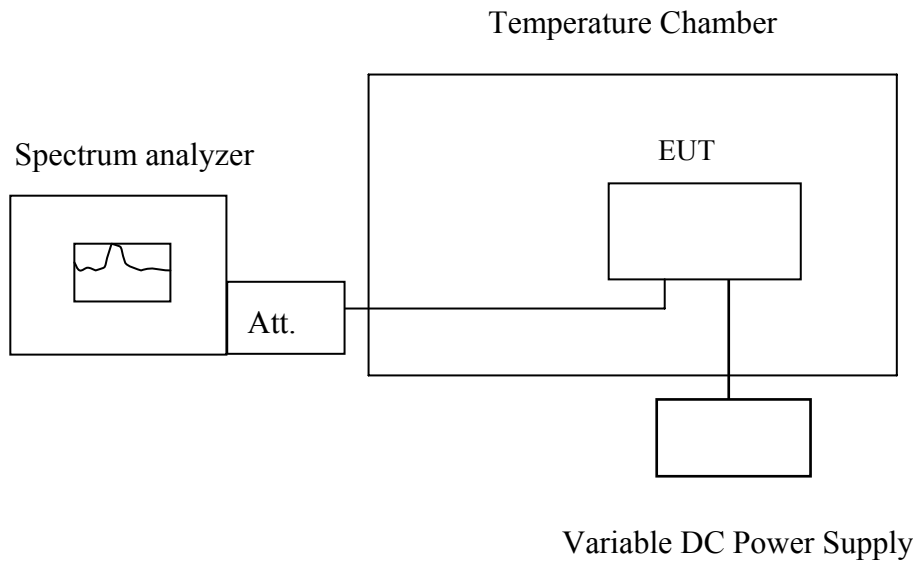 Temperature Chamber
Spectrum analyzer
EUT
Att.
Variable DC Power Supply